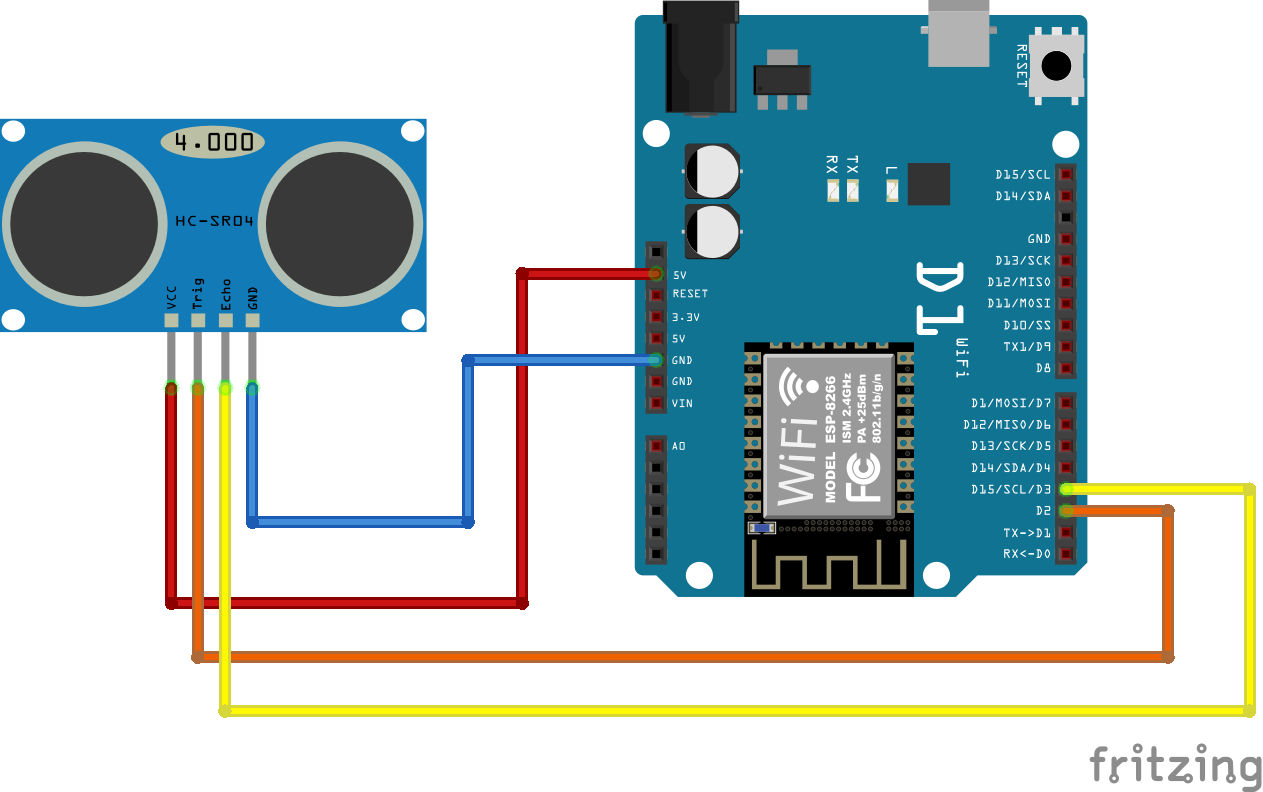 4.000
HC-SR04
VCC
Trig
Echo
GND
RESET
RX
TX
L
5V
RESET
3.3V
5V
GND
GND
VIN
A0
D1
WiFi
D15/SCL
D14/SDA
GND
D13/SCK
D12/MISO
D11/MOSI
D10/SS
TX1/D9
D8
D1/MOSI/D7
D12/MISO/D6
D13/SCK/D5
D14/SDA/D4
D15/SCL/D3
D2
TX->D1
RX<-D0
WiFi
MODEL ESP-8266
ISM 2.4GHz
PA +25dBm
802.11b/g/n
FC
fritzing